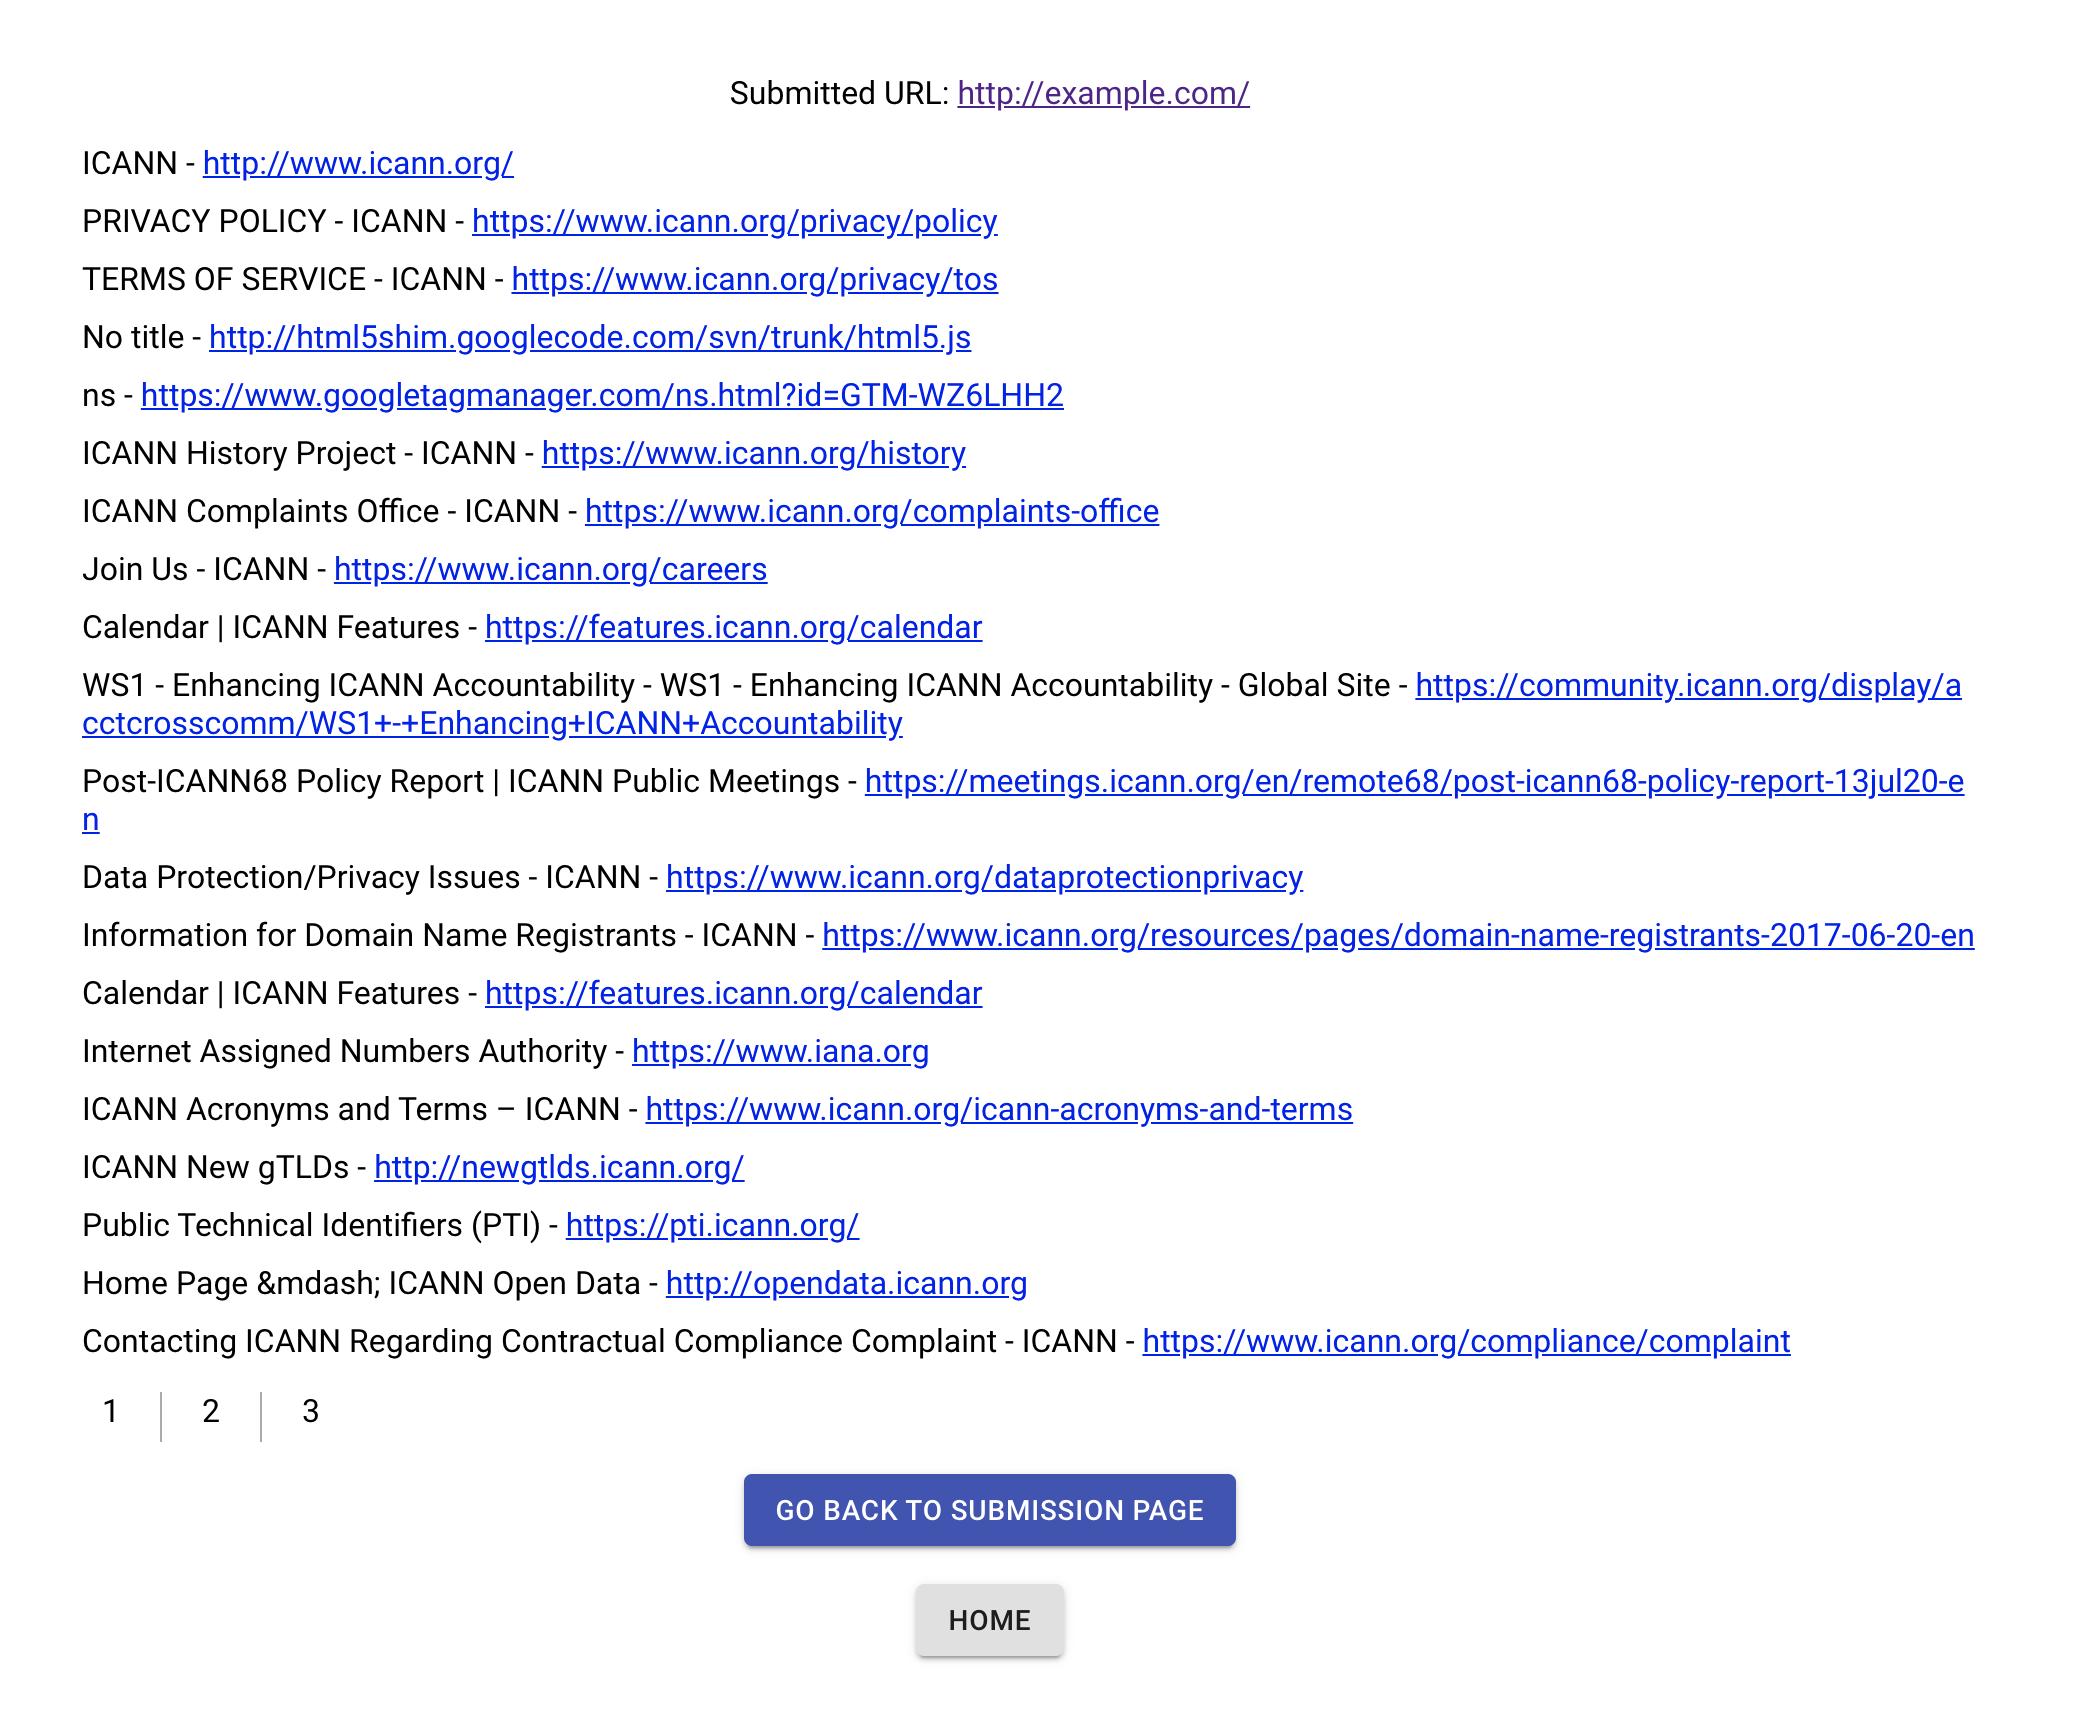 Submitted URL: http://example.com/
ICANN - http://www.icann.org/
PRIVACY POLICY - ICANN - https://www.icann.org/privacy/policy
TERMS OF SERVICE - ICANN - https://www.icann.org/privacy/tos
No title - http://html5shim.googlecode.com/svn/trunk/html5.js
ns - https://www.googletagmanager.com/ns.html?id=GTM-WZ6LHH2
ICANN History Project - ICANN - https://www.icann.org/history
ICANN Complaints Office - ICANN - https://www.icann.org/complaints-office
Join Us - ICANN - https://www.icann.org/careers
Calendar | ICANN Features - https://features.icann.org/calendar
WS1 - Enhancing ICANN Accountability - WS1 - Enhancing ICANN Accountability - Global Site - https://community.icann.org/display/a
cctcrosscomm/WS1+-+Enhancing+ICANN+Accountability
Post-ICANN68 Policy Report | ICANN Public Meetings - https://meetings.icann.org/en/remote68/post-icann68-policy-report-13jul20-e
n
Data Protection/Privacy Issues - ICANN - https://www.icann.org/dataprotectionprivacy
Information for Domain Name Registrants - ICANN - https://www.icann.org/resources/pages/domain-name-registrants-2017-06-20-en
Calendar | ICANN Features - https://features.icann.org/calendar
Internet Assigned Numbers Authority - https://www.iana.org
ICANN Acronyms and Terms – ICANN - https://www.icann.org/icann-acronyms-and-terms
ICANN New gTLDs - http://newgtlds.icann.org/
Public Technical Identifiers (PTI) - https://pti.icann.org/
Home Page &mdash; ICANN Open Data - http://opendata.icann.org
Contacting ICANN Regarding Contractual Compliance Complaint - ICANN - https://www.icann.org/compliance/complaint
1 2 3
GO BACK TO SUBMISSION PAGE
HOME